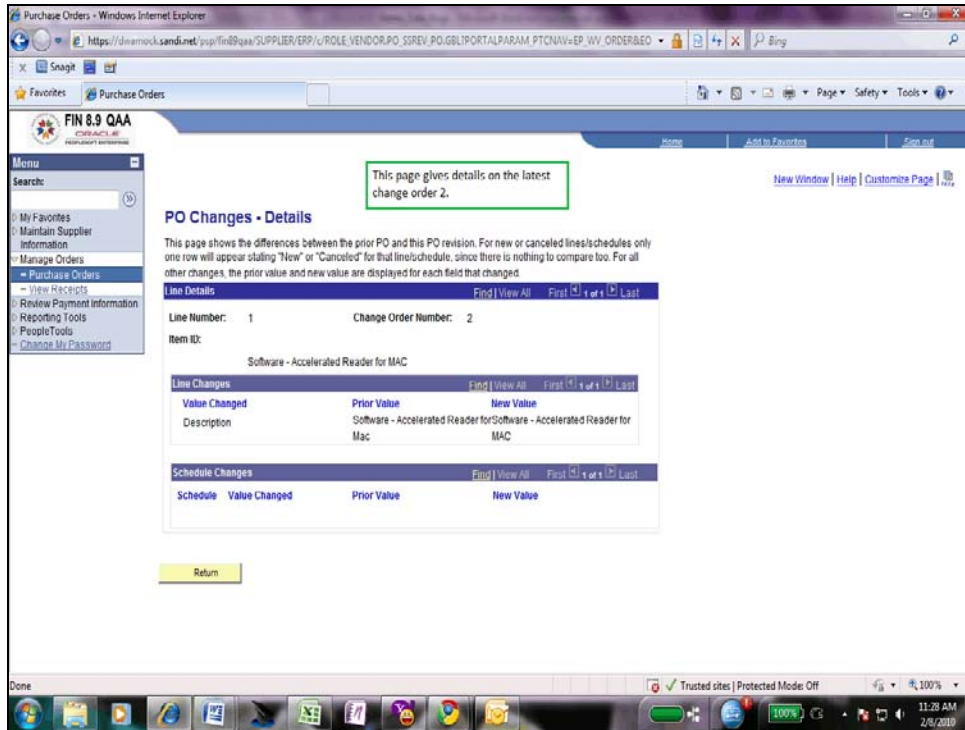 Purchase Orders - Windows Internet Explorer
https://dwamock.sandi.net/psp/fin89qaa/SUPPLIER/ERP/c/ROLE_VENDOR.PO_SSREV_PO.GBL?PORTALPARAM_PTCNAV=EP_WV_ORDER&EO
Bing
x Snagit
Favorites Purchase Orders Page Safety Tools
FIN 8.9 QAA
ORACLE
PEOPLESOFT ENTERPRISE
Home Add to Favorites Sign out
Menu
Search:
My Favorites
Maintain Supplier
Information
Manage Orders
– Purchase Orders
– View Receipts
Review Payment Information
Reporting Tools
PeopleTools
– Change My Password
This page gives details on the latest
change order 2.
New Window | Help | Customize Page |
PO Changes - Details
This page shows the differences between the prior PO and this PO revision. For new or canceled lines/schedules only
one row will appear stating "New" or "Canceled" for that line/schedule, since there is nothing to compare too. For all
other changes, the prior value and new value are displayed for each field that changed.
Line Details Find | View All First 1 of 1 Last
Line Number: 1 Change Order Number: 2
Item ID:
Software - Accelerated Reader for MAC
Line Changes Find | View All First 1 of 1 Last
Value Changed Prior Value New Value
Description Software - Accelerated Reader for Software - Accelerated Reader for
Mac MAC
Schedule Changes Find | View All First 1 of 1 Last
Schedule Value Changed Prior Value New Value
Return
Done Trusted sites | Protected Mode: Off 100%
100%
11:28 AM
2/8/2010